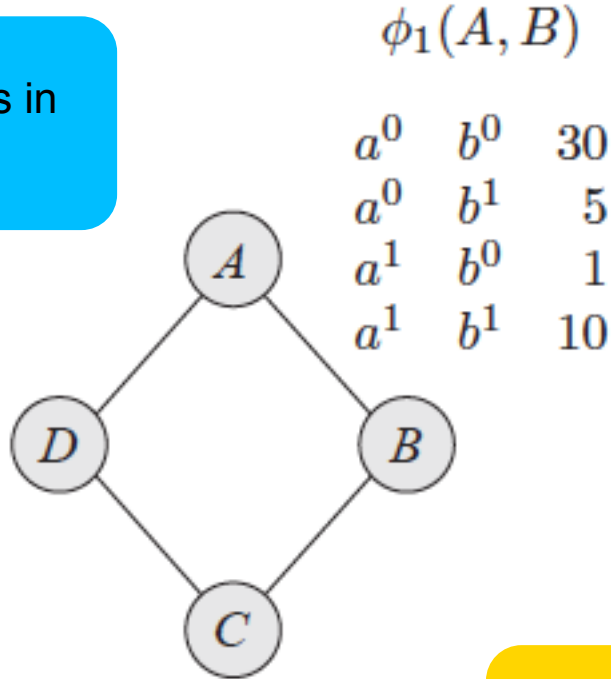 s in
ϕ₁(A, B)
a⁰ b⁰ 30
a⁰ b¹ 5
a¹ b⁰ 1
a¹ b¹ 10
A
D
B
C